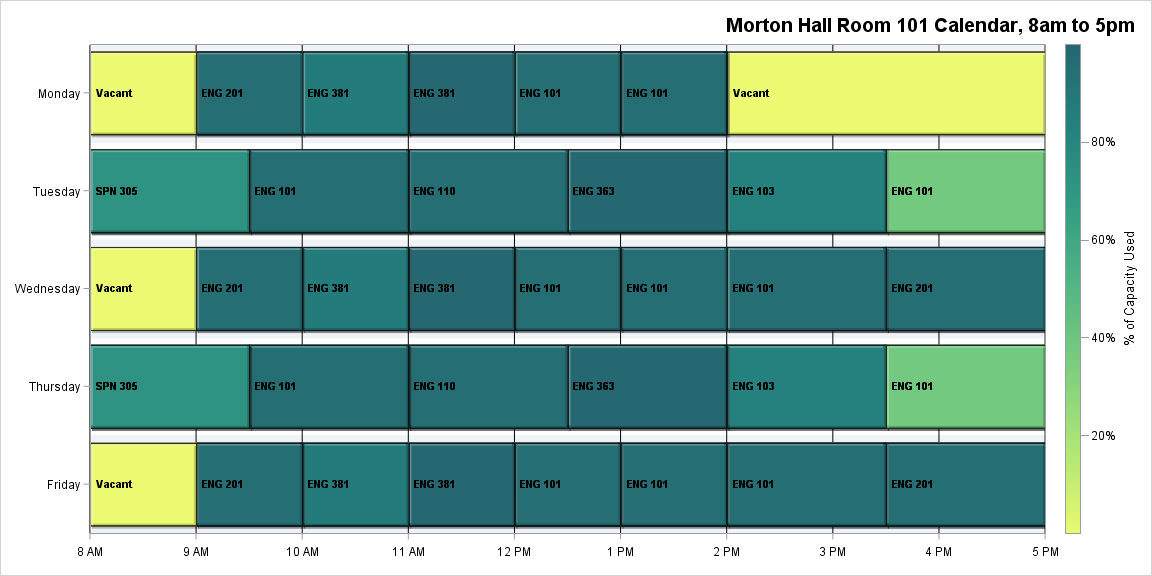 Morton Hall Room 101 Calendar, 8am to 5pm
Monday
Vacant
ENG 201
ENG 381
ENG 381
ENG 101
ENG 101
Vacant
Tuesday
SPN 305
ENG 101
ENG 110
ENG 363
ENG 103
ENG 101
Wednesday
Vacant
ENG 201
ENG 381
ENG 381
ENG 101
ENG 101
ENG 101
ENG 201
Thursday
SPN 305
ENG 101
ENG 110
ENG 363
ENG 103
ENG 101
Friday
Vacant
ENG 201
ENG 381
ENG 381
ENG 101
ENG 101
ENG 101
ENG 201
8 AM
9 AM
10 AM
11 AM
12 PM
1 PM
2 PM
3 PM
4 PM
5 PM
80%
60%
40%
20%
% of Capacity Used